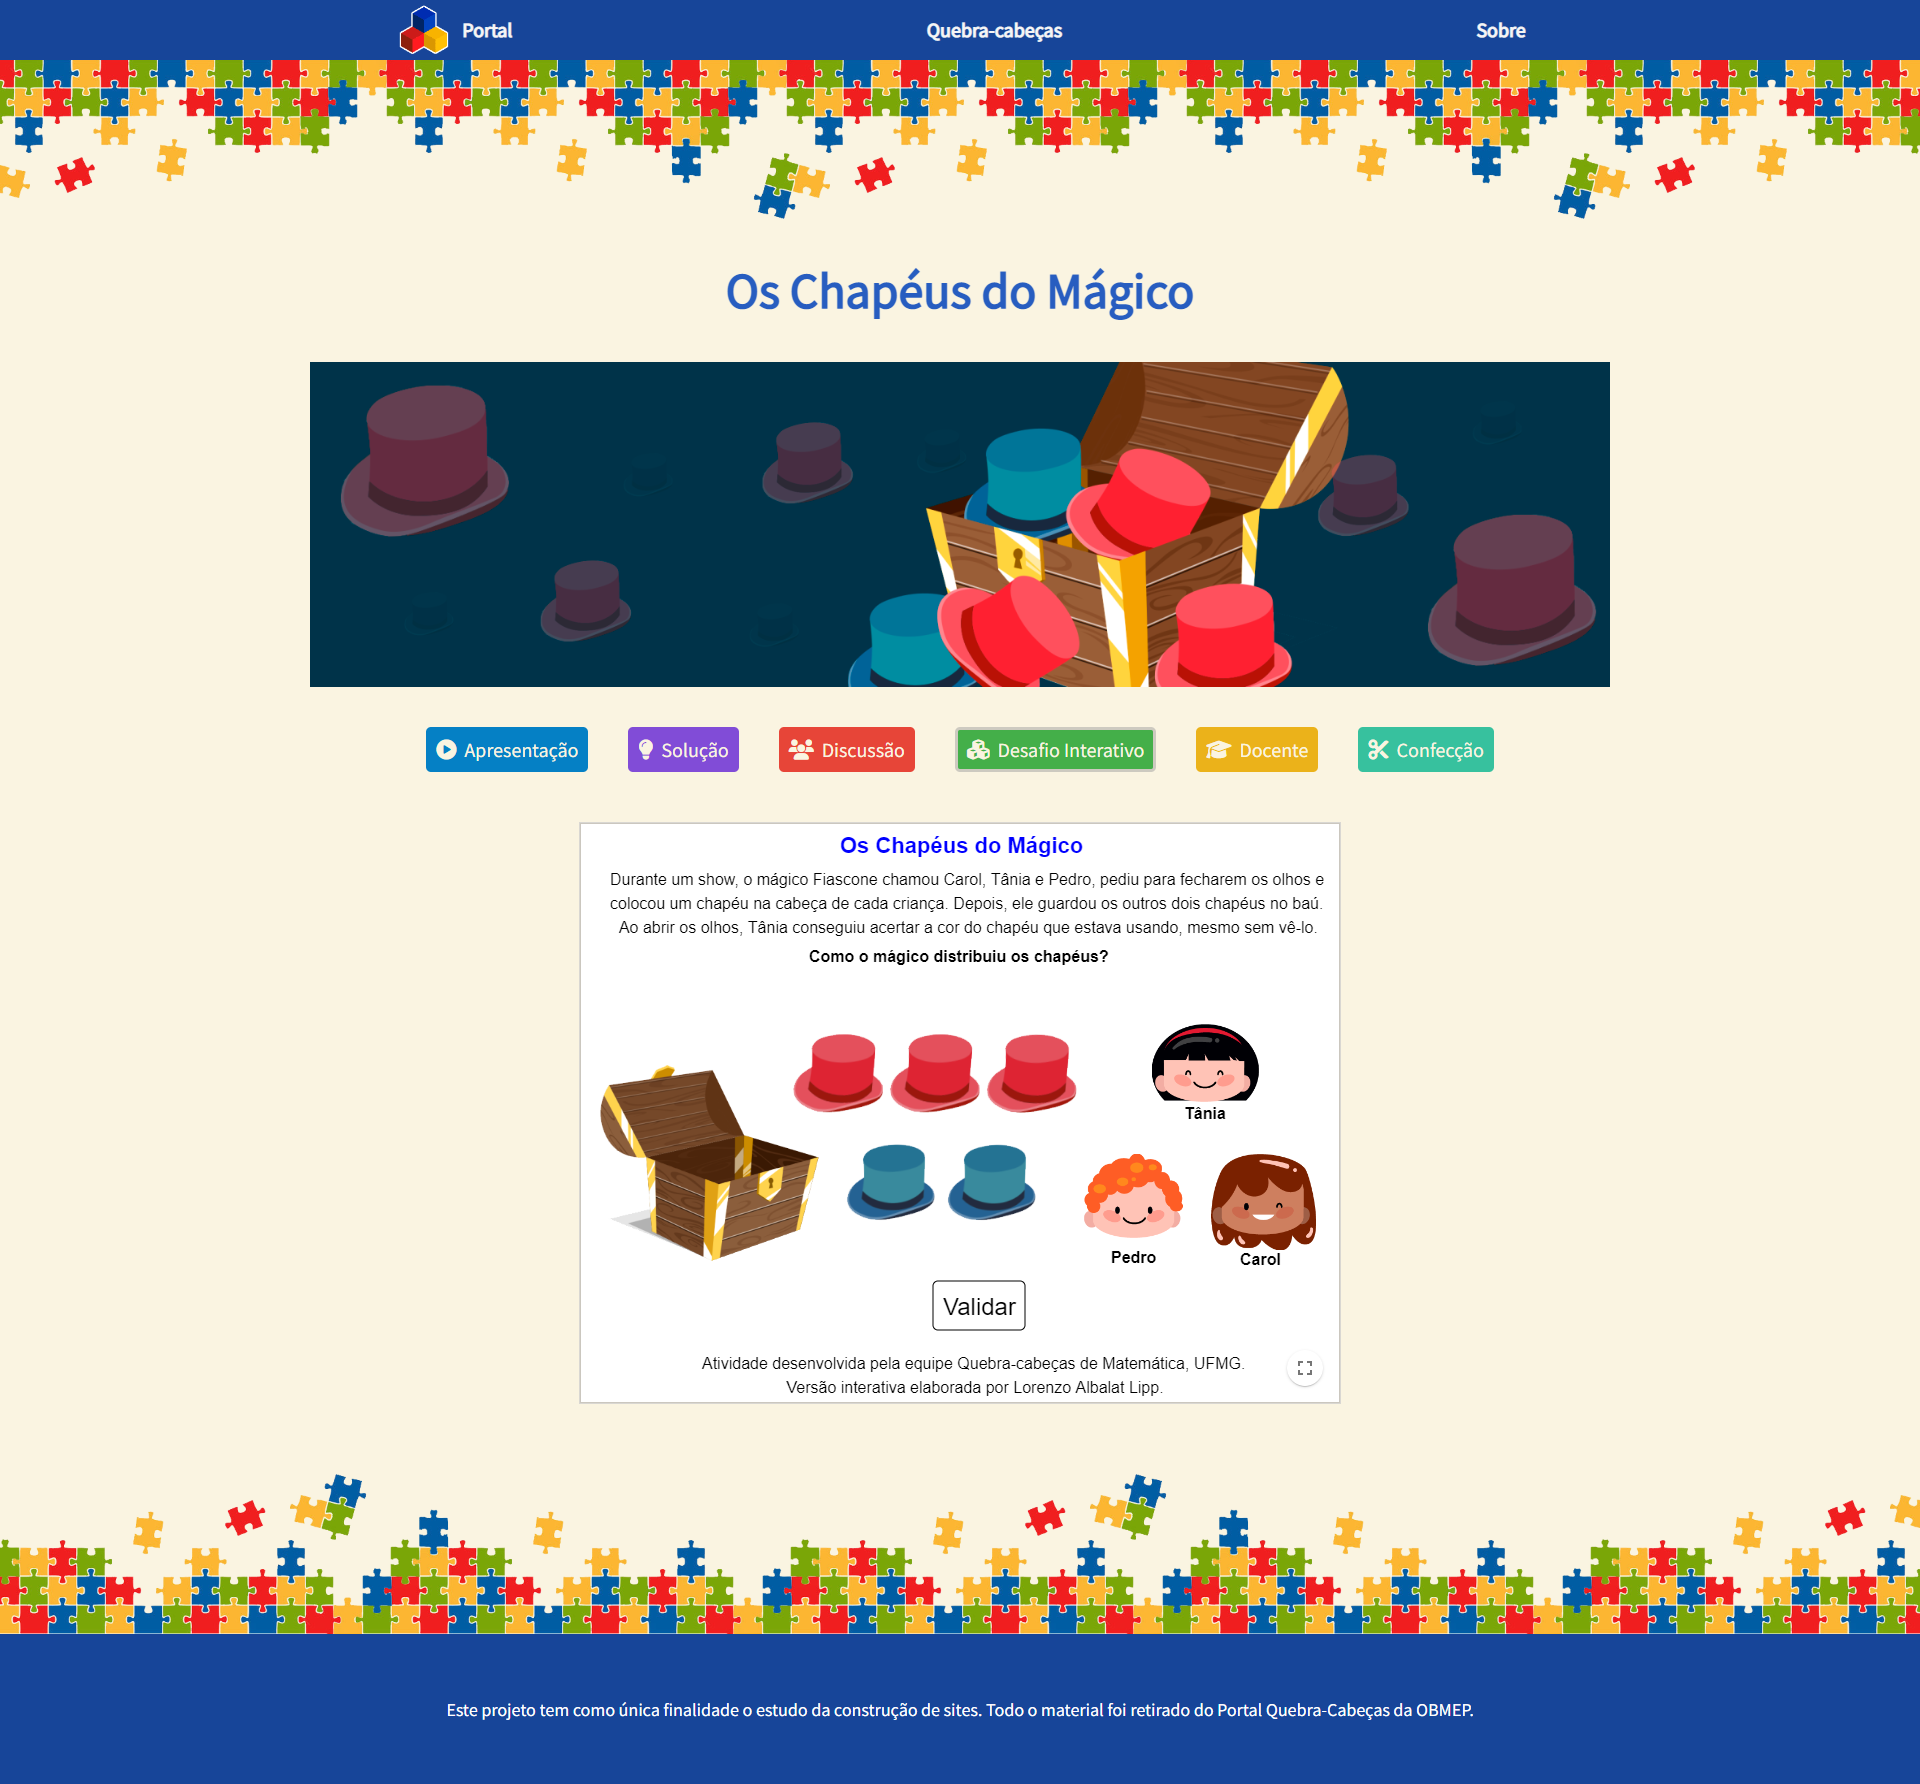 Portal
Quebra-cabeças
Sobre
Os Chapéus do Mágico
Apresentação
Solução
Discussão
Desafio Interativo
Docente
Confecção
Os Chapéus do Mágico
Durante um show, o mágico Fiascone chamou Carol, Tânia e Pedro, pediu para fecharem os olhos e
colocou um chapéu na cabeça de cada criança. Depois, ele guardou os outros dois chapéus no baú.
Ao abrir os olhos, Tânia conseguiu acertar a cor do chapéu que estava usando, mesmo sem vê-lo.
Como o mágico distribuiu os chapéus?
Tânia
Pedro
Carol
Validar
Atividade desenvolvida pela equipe Quebra-cabeças de Matemática, UFMG.
Versão interativa elaborada por Lorenzo Albalat Lipp.
Este projeto tem como única finalidade o estudo da construção de sites. Todo o material foi retirado do Portal Quebra-Cabeças da OBMEP.